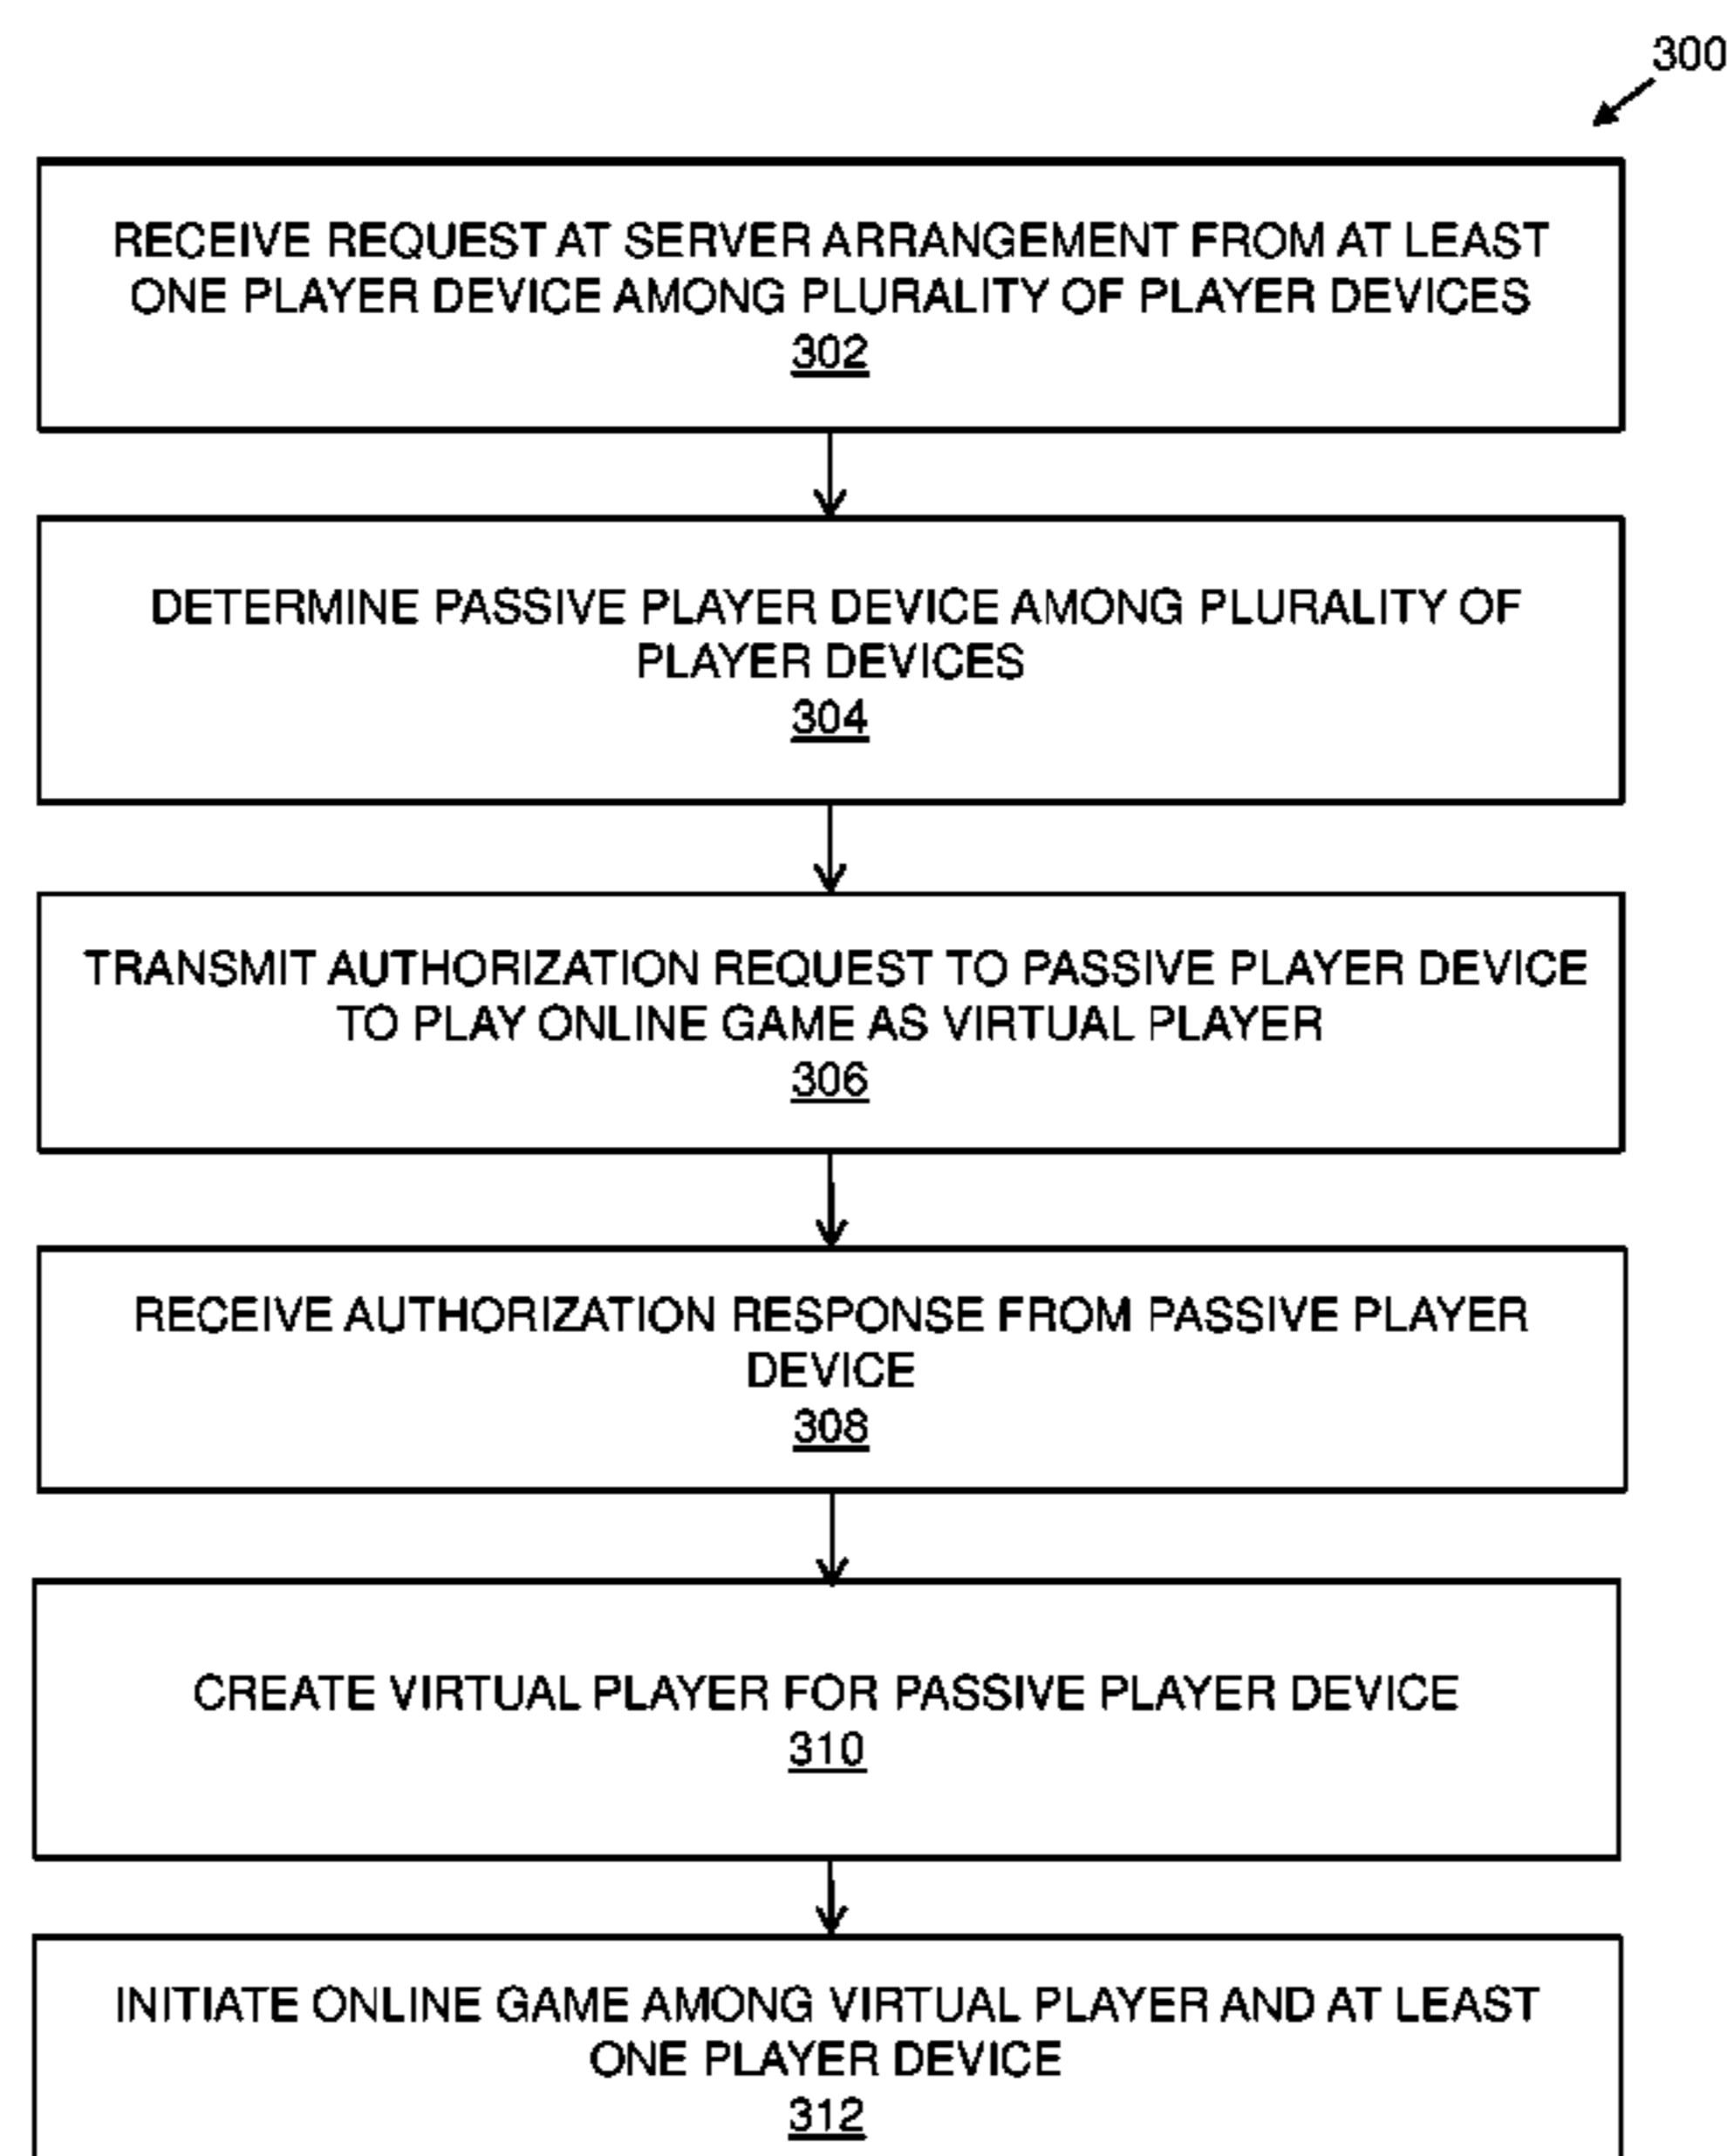 300
RECEIVE REQUEST AT SERVER ARRANGEMENT FROM AT LEAST
ONE PLAYER DEVICE AMONG PLURALITY OF PLAYER DEVICES
302
DETERMINE PASSIVE PLAYER DEVICE AMONG PLURALITY OF
PLAYER DEVICES
304
TRANSMIT AUTHORIZATION REQUEST TO PASSIVE PLAYER DEVICE
TO PLAY ONLINE GAME AS VIRTUAL PLAYER
306
RECEIVE AUTHORIZATION RESPONSE FROM PASSIVE PLAYER
DEVICE
308
CREATE VIRTUAL PLAYER FOR PASSIVE PLAYER DEVICE
310
INITIATE ONLINE GAME AMONG VIRTUAL PLAYER AND AT LEAST
ONE PLAYER DEVICE
312